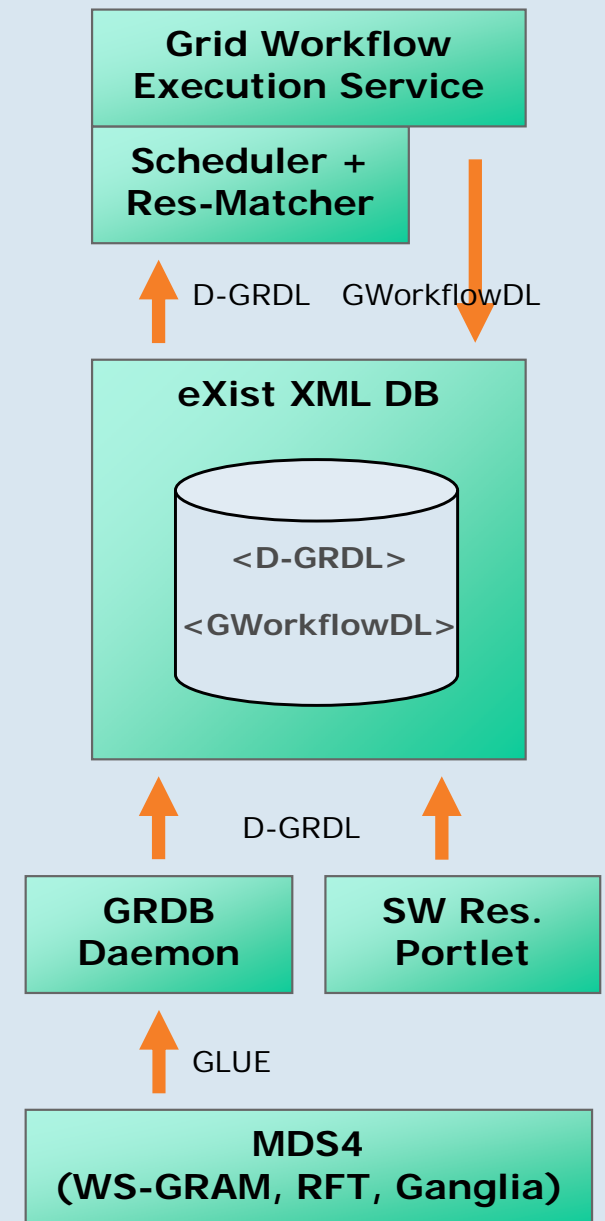 Grid Workflow
Execution Service
Scheduler +
Res-Matcher
D-GRDL GWorkflowDL
eXist XML DB
<D-GRDL>
<GWorkflowDL>
D-GRDL
GRDB
Daemon
SW Res.
Portlet
GLUE
MDS4
(WS-GRAM, RFT, Ganglia)